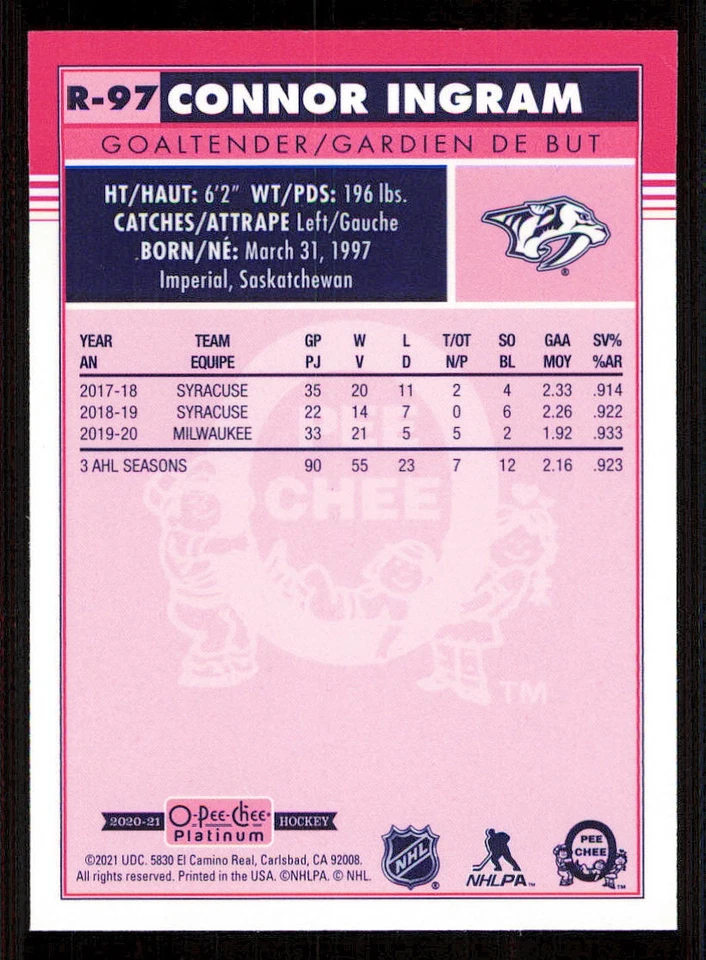 R-97 CONNOR INGRAM
GOALTENDER/GARDIEN DE BUT
HT/HAUT: 6'2" WT/PDS: 196 lbs.
CATCHES/ATTRAPE Left/Gauche
BORN/NÉ: March 31, 1997
Imperial, Saskatchewan
®
YEAR TEAM GP W L T/OT SO GAA SV%
AN EQUIPE PJ V D N/P BL MOY %AR
2017-18 SYRACUSE 35 20 11 2 4 2.33 .914
2018-19 SYRACUSE 22 14 7 0 6 2.26 .922
2019-20 MILWAUKEE 33 21 5 5 2 1.92 .933
3 AHL SEASONS 90 55 23 7 12 2.16 .923
PEE
CHEE
TM
2020-21 O-Pee-Chee HOCKEY
Platinum
©2021 UDC. 5830 El Camino Real, Carlsbad, CA 92008.
All rights reserved. Printed in the USA. ©NHLPA. © NHL.
NHL ®
NHLPA™
PEE
CHEE
TM